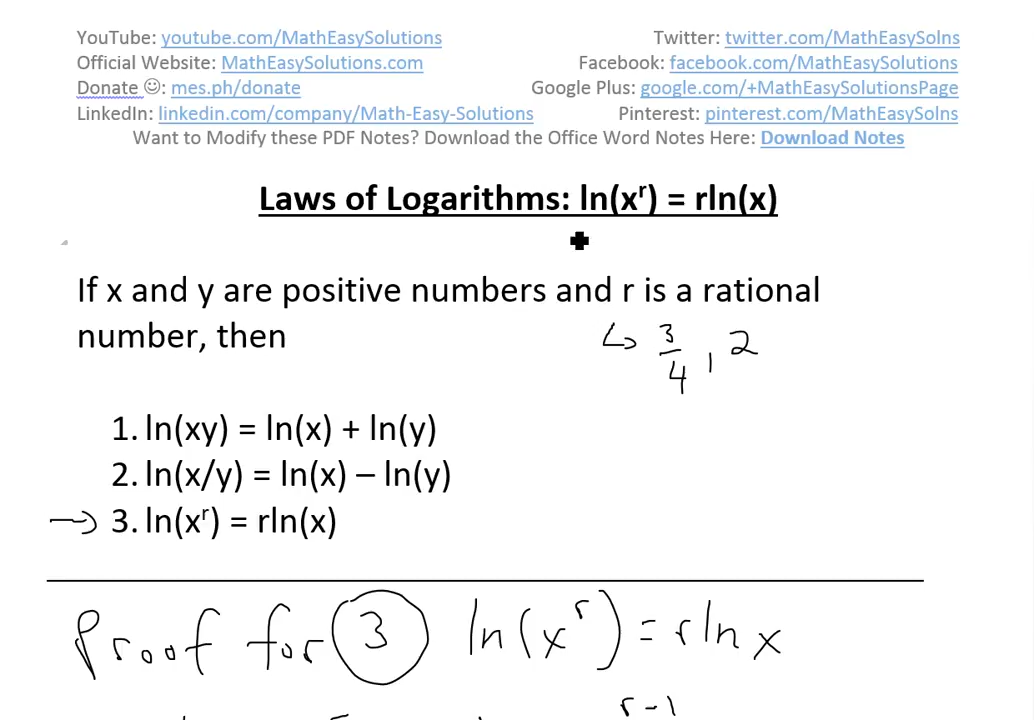 YouTube: youtube.com/MathEasySolutions Twitter: twitter.com/MathEasySolns
Official Website: MathEasySolutions.com Facebook: facebook.com/MathEasySolutions
Donate ☺: mes.ph/donate Google Plus: google.com/+MathEasySolutionsPage
LinkedIn: linkedin.com/company/Math-Easy-Solutions Pinterest: pinterest.com/MathEasySolns
Want to Modify these PDF Notes? Download the Office Word Notes Here: Download Notes
Laws of Logarithms: ln(xʳ) = rln(x)
If x and y are positive numbers and r is a rational
number, then
↳ 3/4, 2
1. ln(xy) = ln(x) + ln(y)
2. ln(x/y) = ln(x) – ln(y)
→ 3. ln(xʳ) = rln(x)
Proof for 3 ln(xʳ) = r ln x
r-1